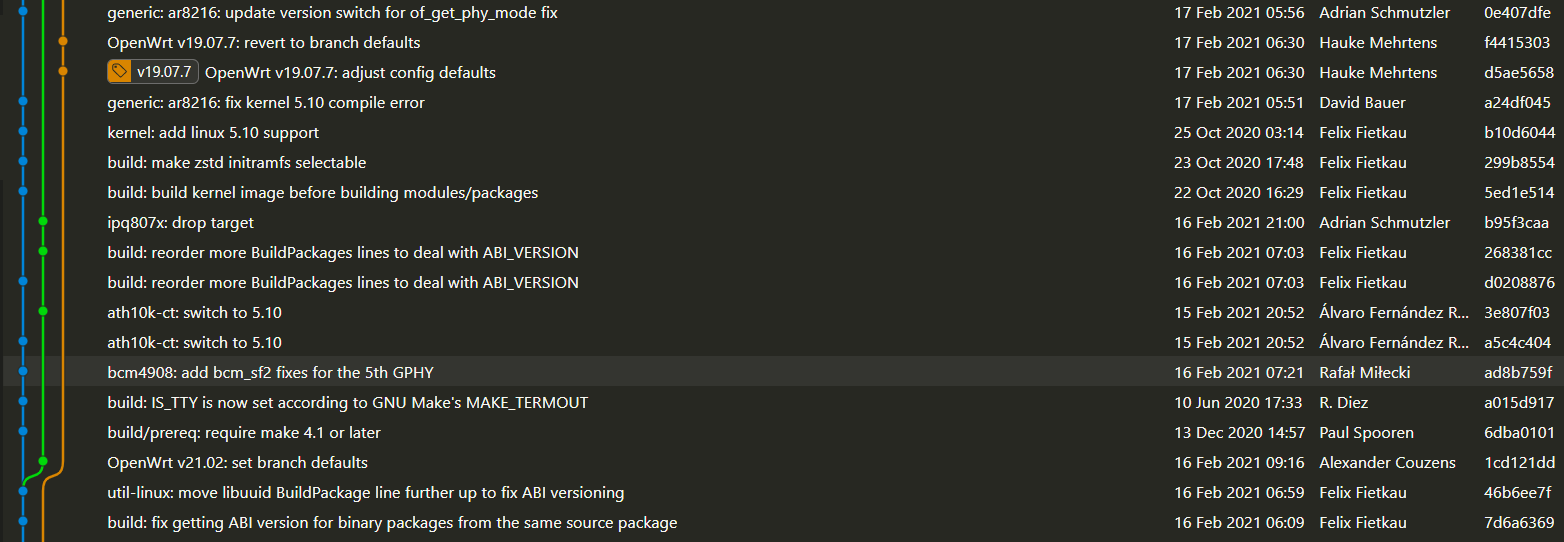 generic: ar8216: update version switch for of_get_phy_mode fix 17 Feb 2021 05:56 Adrian Schmutzler 0e407dfe
OpenWrt v19.07.7: revert to branch defaults 17 Feb 2021 06:30 Hauke Mehrtens f4415303
v19.07.7 OpenWrt v19.07.7: adjust config defaults 17 Feb 2021 06:30 Hauke Mehrtens d5ae5658
generic: ar8216: fix kernel 5.10 compile error 17 Feb 2021 05:51 David Bauer a24df045
kernel: add linux 5.10 support 25 Oct 2020 03:14 Felix Fietkau b10d6044
build: make zstd initramfs selectable 23 Oct 2020 17:48 Felix Fietkau 299b8554
build: build kernel image before building modules/packages 22 Oct 2020 16:29 Felix Fietkau 5ed1e514
ipq807x: drop target 16 Feb 2021 21:00 Adrian Schmutzler b95f3caa
build: reorder more BuildPackages lines to deal with ABI_VERSION 16 Feb 2021 07:03 Felix Fietkau 268381cc
build: reorder more BuildPackages lines to deal with ABI_VERSION 16 Feb 2021 07:03 Felix Fietkau d0208876
ath10k-ct: switch to 5.10 15 Feb 2021 20:52 Álvaro Fernández R... 3e807f03
ath10k-ct: switch to 5.10 15 Feb 2021 20:52 Álvaro Fernández R... a5c4c404
bcm4908: add bcm_sf2 fixes for the 5th GPHY 16 Feb 2021 07:21 Rafał Miłecki ad8b759f
build: IS_TTY is now set according to GNU Make's MAKE_TERMOUT 10 Jun 2020 17:33 R. Diez a015d917
build/prereq: require make 4.1 or later 13 Dec 2020 14:57 Paul Spooren 6dba0101
OpenWrt v21.02: set branch defaults 16 Feb 2021 09:16 Alexander Couzens 1cd121dd
util-linux: move libuuid BuildPackage line further up to fix ABI versioning 16 Feb 2021 06:59 Felix Fietkau 46b6ee7f
build: fix getting ABI version for binary packages from the same source package 16 Feb 2021 06:09 Felix Fietkau 7d6a6369